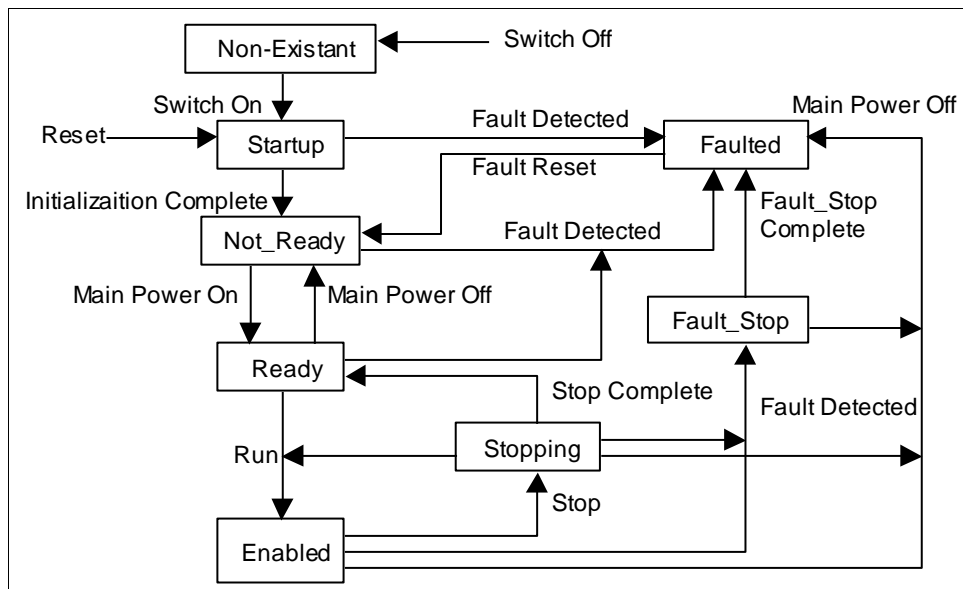 Non-Existant
Switch Off
Switch On
Main Power Off
Reset
Startup
Fault Detected
Faulted
Fault Reset
Initializaition Complete
Fault_Stop
Complete
Not_Ready
Fault Detected
Main Power On
Main Power Off
Fault_Stop
Ready
Stop Complete
Fault Detected
Run
Stopping
Stop
Enabled